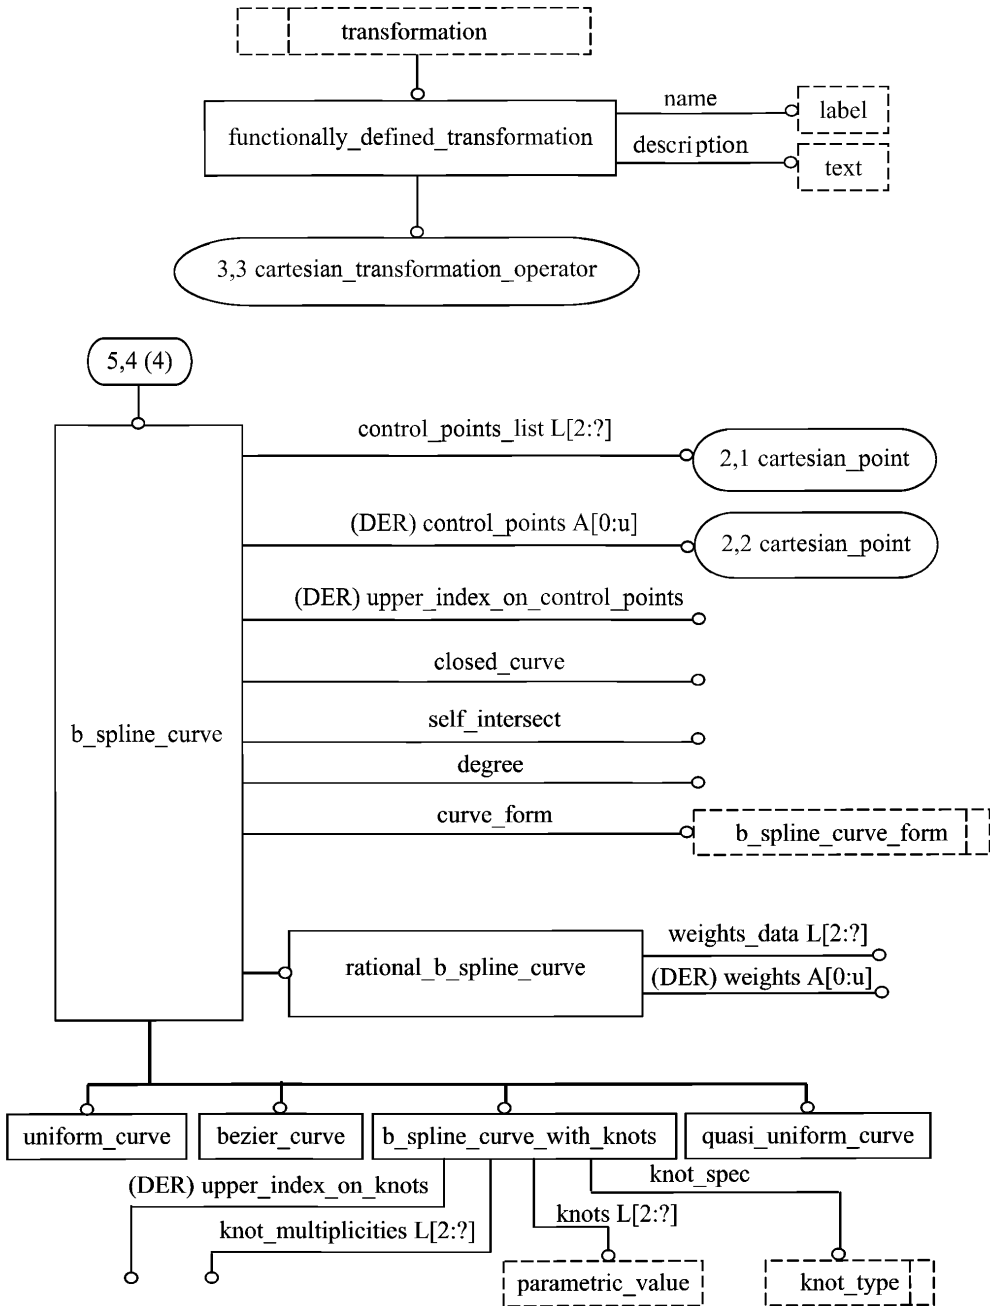 transformation
name
label
functionally_defined_transformation
description
text
3,3 cartesian_transformation_operator
5,4 (4)
control_points_list L[2:?]
2,1 cartesian_point
(DER) control_points A[0:u]
2,2 cartesian_point
(DER) upper_index_on_control_points
closed_curve
self_intersect
b_spline_curve
degree
curve_form
b_spline_curve_form
weights_data L[2:?]
rational_b_spline_curve
(DER) weights A[0:u]
uniform_curve
bezier_curve
b_spline_curve_with_knots
quasi_uniform_curve
(DER) upper_index_on_knots
knot_spec
knot_multiplicities L[2:?]
knots L[2:?]
parametric_value
knot_type